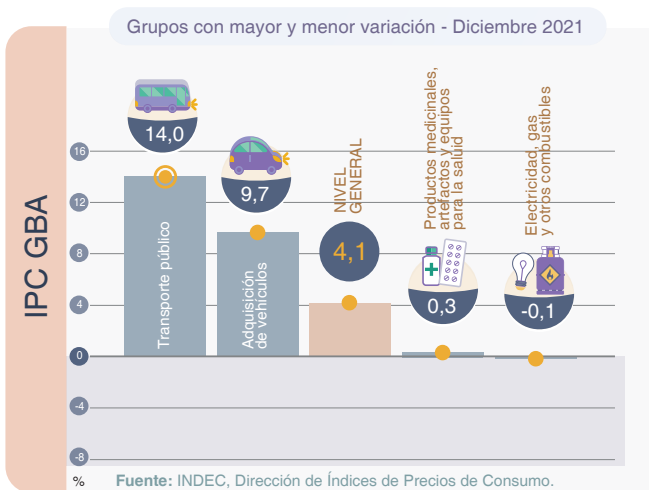 Grupos con mayor y menor variación - Diciembre 2021
IPC GBA
16
12
8
4
0
-4
-8
%
14,0
Transporte público
9,7
Adquisición
de vehículos
NIVEL
GENERAL
4,1
Productos medicinales,
artefactos y equipos
para la salúd
0,3
Electricidad, gas
y otros combustibles
-0,1
Fuente: INDEC, Dirección de Índices de Precios de Consumo.